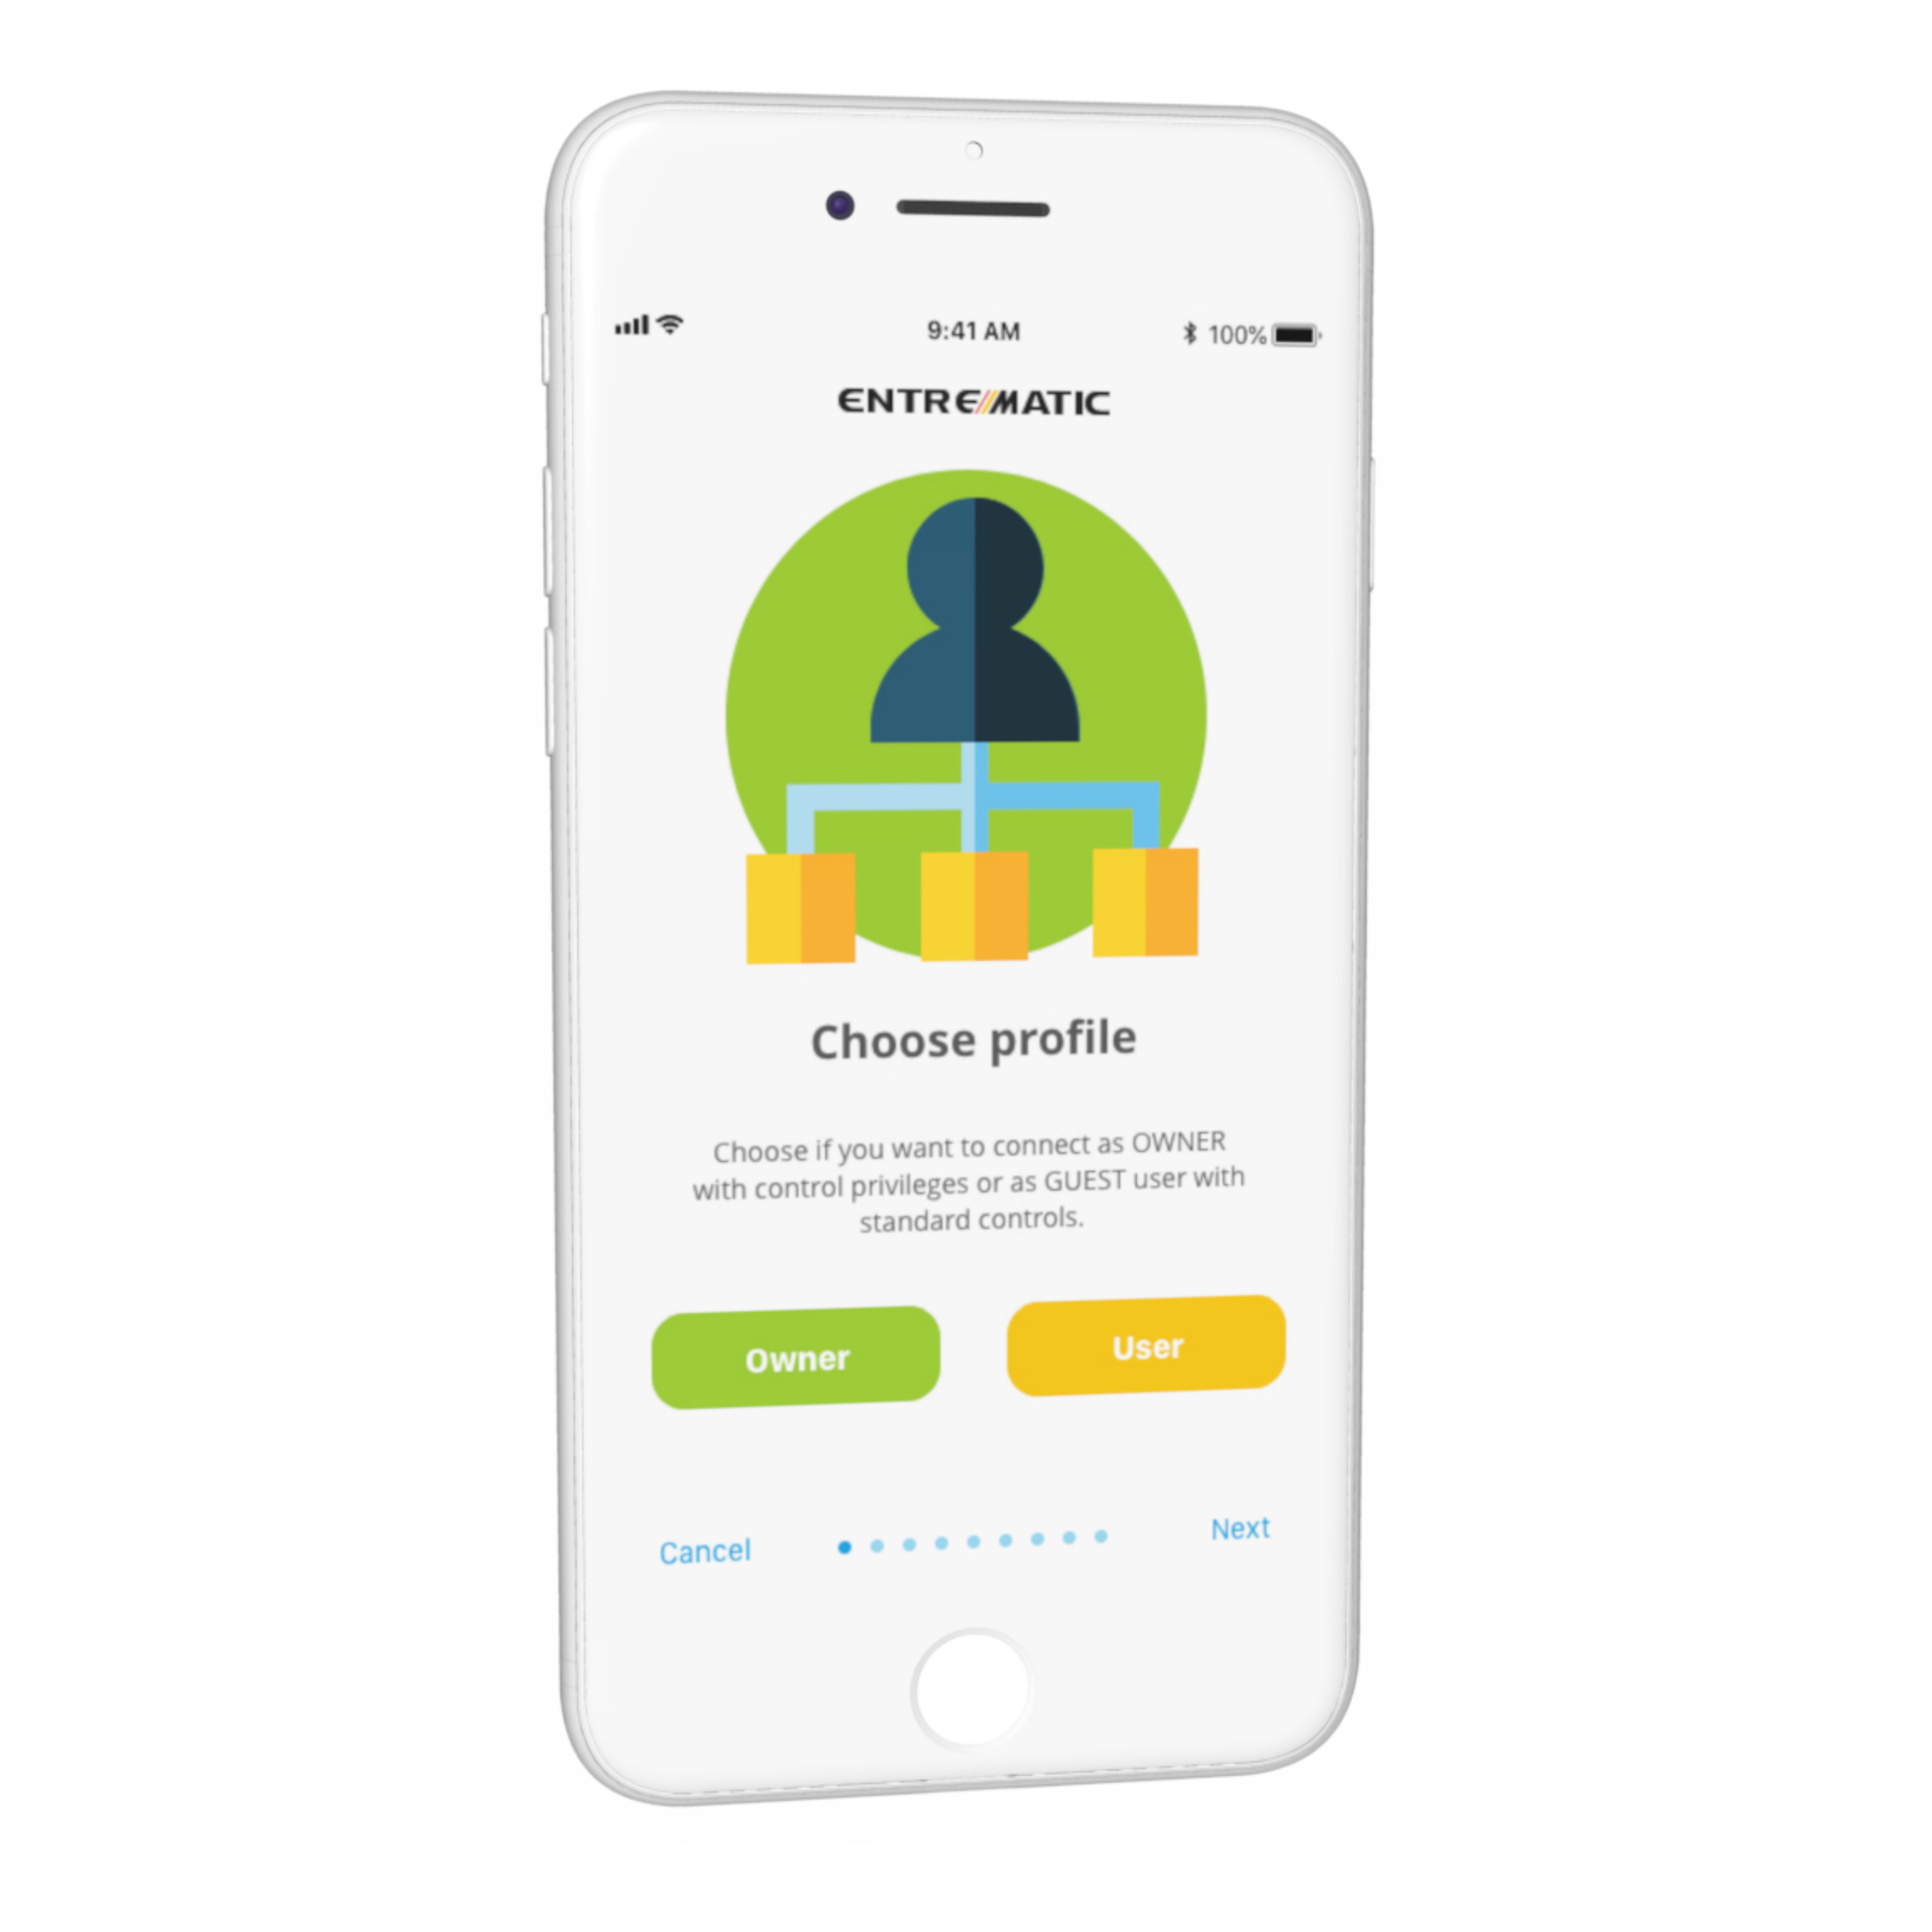 9:41 AM
100%
ENTREMATIC
Choose profile
Choose if you want to connect as OWNER
with control privileges or as GUEST user with
standard controls.
Owner
User
Cancel
Next